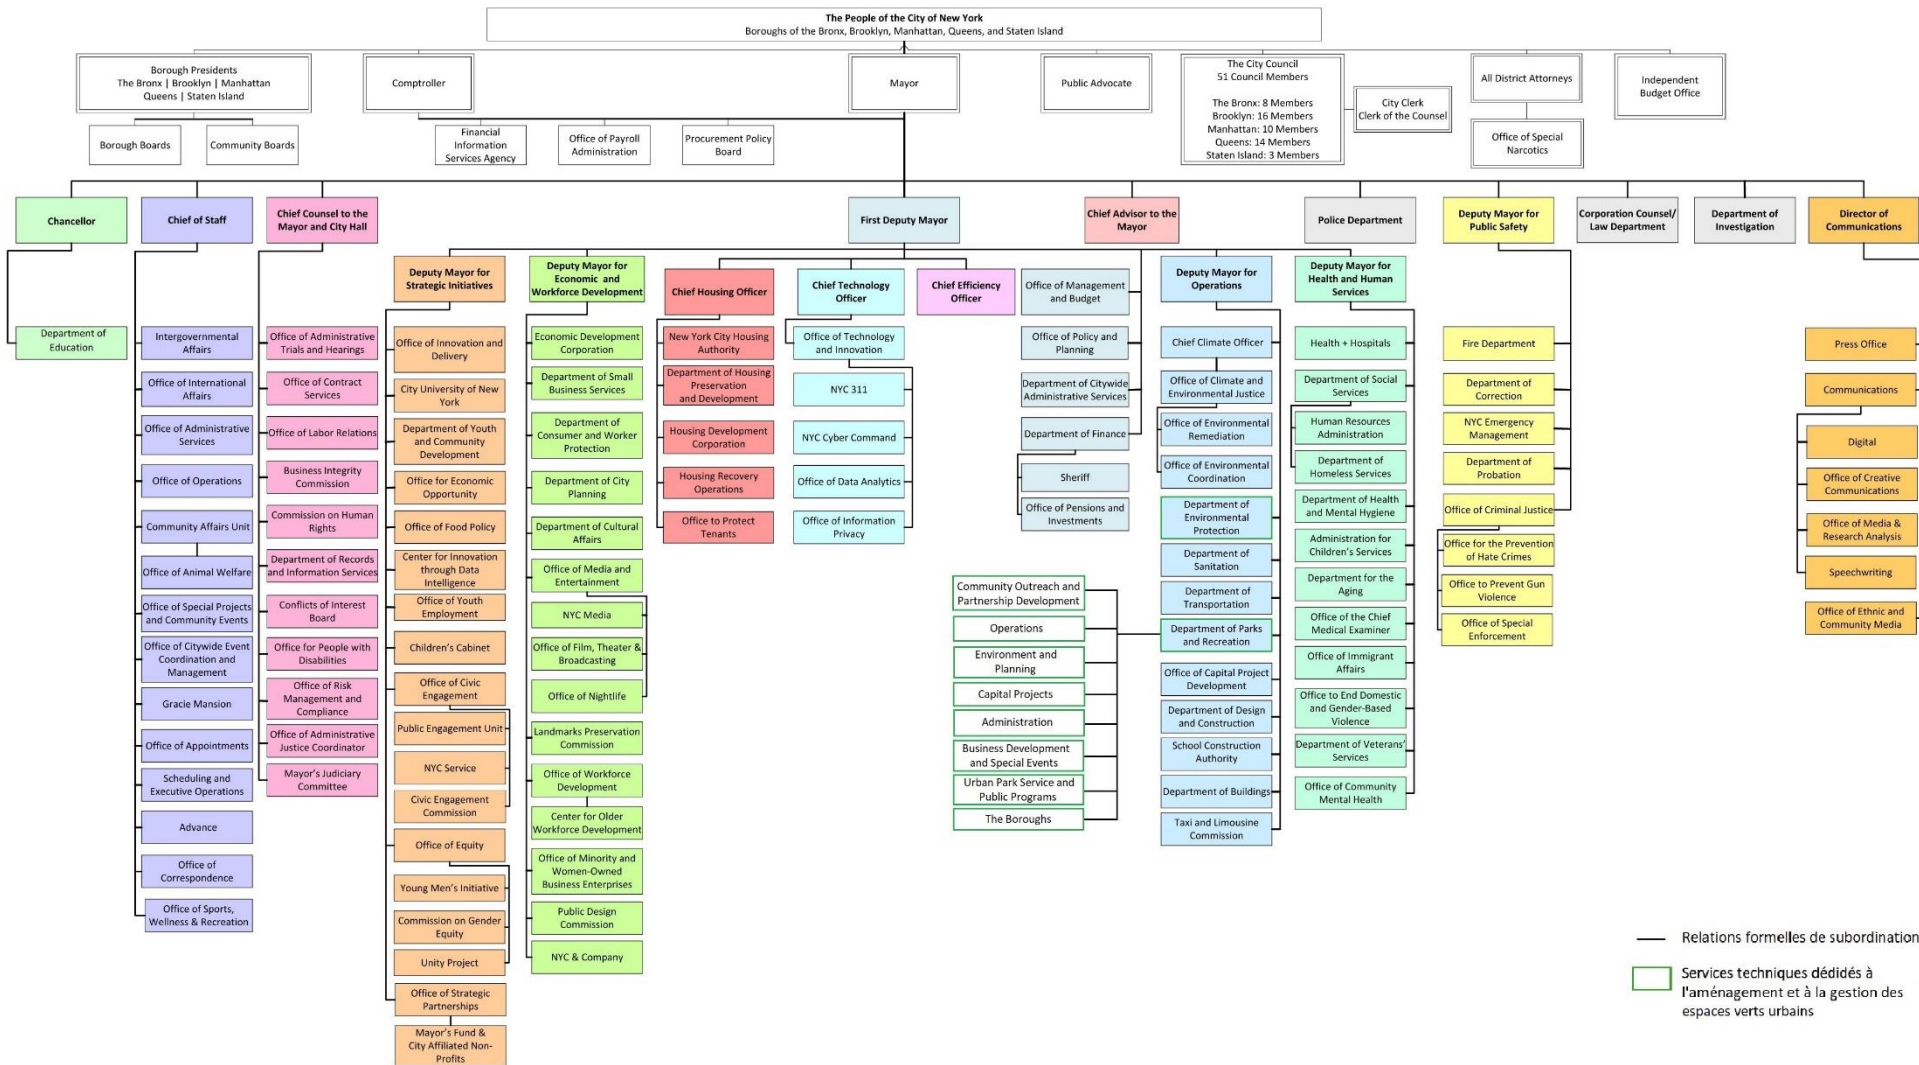 The People of the City of New York
Boroughs of the Bronx, Brooklyn, Manhattan, Queens, and Staten Island
Borough Presidents
The Bronx | Brooklyn | Manhattan
Queens | Staten Island
Comptroller
Mayor
Public Advocate
The City Council
51 Council Members
The Bronx: 8 Members
Brooklyn: 16 Members
Manhattan: 10 Members
Queens: 14 Members
Staten Island: 3 Members
City Clerk
Clerk of the Counsel
All District Attorneys
Independent
Budget Office
Borough Boards
Community Boards
Financial
Information
Services Agency
Office of Payroll
Administration
Procurement Policy
Board
Office of Special
Narcotics
Chancellor
Chief of Staff
Chief Counsel to the
Mayor and City Hall
First Deputy Mayor
Chief Advisor to the
Mayor
Police Department
Deputy Mayor for
Public Safety
Corporation Counsel/
Law Department
Department of
Investigation
Director of
Communications
Deputy Mayor for
Strategic Initiatives
Deputy Mayor for
Economic and
Workforce Development
Chief Housing Officer
Chief Technology
Officer
Chief Efficiency
Officer
Office of Management
and Budget
Deputy Mayor for
Operations
Deputy Mayor for
Health and Human
Services
Department of
Education
Intergovernmental
Affairs
Office of International
Affairs
Office of Administrative
Services
Office of Operations
Community Affairs Unit
Office of Animal Welfare
Office of Special Projects
and Community Events
Office of Citywide Event
Coordination and
Management
Gracie Mansion
Office of Appointments
Scheduling and
Executive Operations
Advance
Office of
Correspondence
Office of Sports,
Wellness & Recreation
Office of Administrative
Trials and Hearings
Office of Contract
Services
Office of Labor Relations
Business Integrity
Commission
Commission on Human
Rights
Department of Records
and Information Services
Conflicts of Interest
Board
Office for People with
Disabilities
Office of Risk
Management and
Compliance
Office of Administrative
Justice Coordinator
Mayor's Judiciary
Committee
Office of Innovation and
Delivery
City University of New
York
Department of Youth
and Community
Development
Office for Economic
Opportunity
Office of Food Policy
Center for Innovation
through Data
Intelligence
Office of Youth
Employment
Children's Cabinet
Office of Civic
Engagement
Public Engagement Unit
NYC Service
Civic Engagement
Commission
Office of Equity
Young Men's Initiative
Commission on Gender
Equity
Unity Project
Office of Strategic
Partnerships
Mayor's Fund &
City Affiliated Non-
Profits
Economic Development
Corporation
Department of Small
Business Services
Department of
Consumer and Worker
Protection
Department of City
Planning
Department of Cultural
Affairs
Office of Media and
Entertainment
NYC Media
Office of Film, Theater &
Broadcasting
Office of Nightlife
Landmarks Preservation
Commission
Office of Workforce
Development
Center for Older
Workforce Development
Office of Minority and
Women-Owned
Business Enterprises
Public Design
Commission
NYC & Company
New York City Housing
Authority
Department of Housing
Preservation
and Development
Housing Development
Corporation
Housing Recovery
Operations
Office to Protect
Tenants
Office of Technology
and Innovation
NYC 311
NYC Cyber Command
Office of Data Analytics
Office of Information
Privacy
Office of Policy and
Planning
Department of Citywide
Administrative Services
Department of Finance
Sheriff
Office of Pensions and
Investments
Community Outreach and
Partnership Development
Operations
Environment and
Planning
Capital Projects
Administration
Business Development
and Special Events
Urban Park Service and
Public Programs
The Boroughs
Chief Climate Officer
Office of Climate and
Environmental Justice
Office of Environmental
Remediation
Office of Environmental
Coordination
Department of
Environmental
Protection
Department of
Sanitation
Department of
Transportation
Department of Parks
and Recreation
Office of Capital Project
Development
Department of Design
and Construction
School Construction
Authority
Department of Buildings
Taxi and Limousine
Commission
Health + Hospitals
Department of Social
Services
Human Resources
Administration
Department of
Homeless Services
Department of Health
and Mental Hygiene
Administration for
Children's Services
Department for the
Aging
Office of the Chief
Medical Examiner
Office of Immigrant
Affairs
Office to End Domestic
and Gender-Based
Violence
Department of Veterans'
Services
Office of Community
Mental Health
Fire Department
Department of
Correction
NYC Emergency
Management
Department of
Probation
Office of Criminal Justice
Office for the Prevention
of Hate Crimes
Office to Prevent Gun
Violence
Office of Special
Enforcement
Press Office
Communications
Digital
Office of Creative
Communications
Office of Media &
Research Analysis
Speechwriting
Office of Ethnic and
Community Media
Relations formelles de subordination
Services techniques dédidés à
l'aménagement et à la gestion des
espaces verts urbains